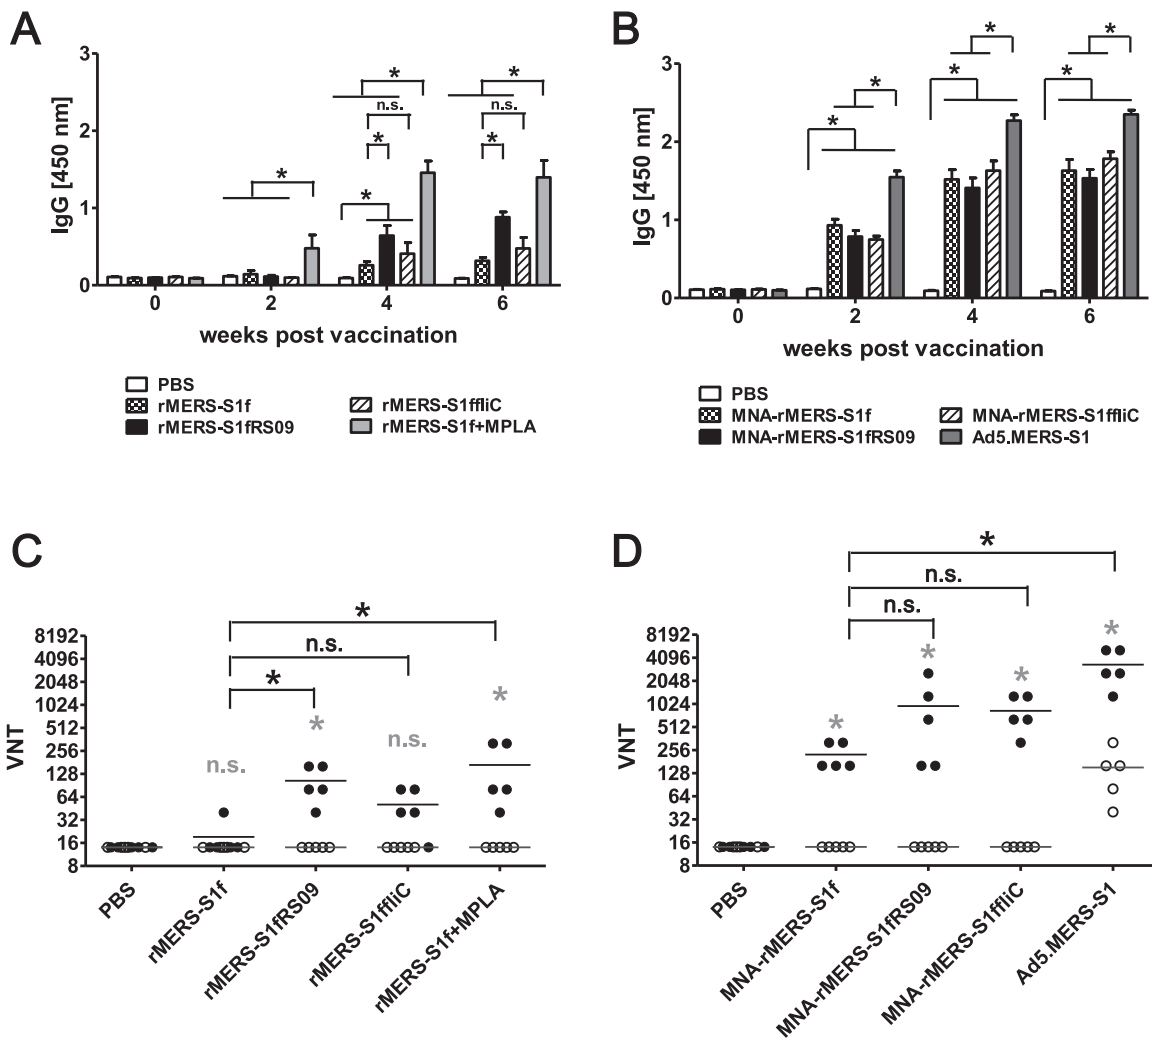 A
IgG [450 nm]
3
2
1
0
*
*
n.s.
*
*
*
n.s.
*
0 2 4 6
weeks post vaccination
PBS
rMERS-S1f
rMERS-S1fRS09
rMERS-S1ffliC
rMERS-S1f+MPLA
B
IgG [450 nm]
3
2
1
0
*
*
*
*
*
*
0 2 4 6
weeks post vaccination
PBS
MNA-rMERS-S1f
MNA-rMERS-S1fRS09
MNA-rMERS-S1ffliC
Ad5.MERS-S1
C
VNT
8192
4096
2048
1024
512
256
128
64
32
16
8
*
n.s.
*
n.s.
*
n.s.
*
PBS
rMERS-S1f
rMERS-S1fRS09
rMERS-S1ffliC
rMERS-S1f+MPLA
D
VNT
8192
4096
2048
1024
512
256
128
64
32
16
8
*
n.s.
n.s.
*
*
*
*
PBS
MNA-rMERS-S1f
MNA-rMERS-S1fRS09
MNA-rMERS-S1ffliC
Ad5.MERS-S1